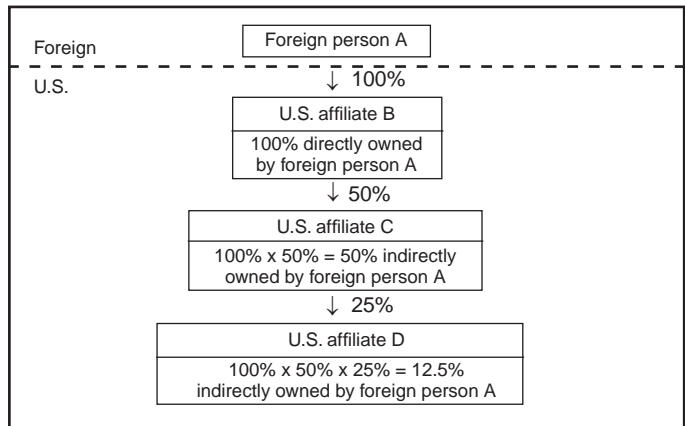 Foreign person A
Foreign
U.S.
↓ 100%
U.S. affiliate B
100% directly owned
by foreign person A
↓ 50%
U.S. affiliate C
100% x 50% = 50% indirectly
owned by foreign person A
↓ 25%
U.S. affiliate D
100% x 50% x 25% = 12.5%
indirectly owned by foreign person A